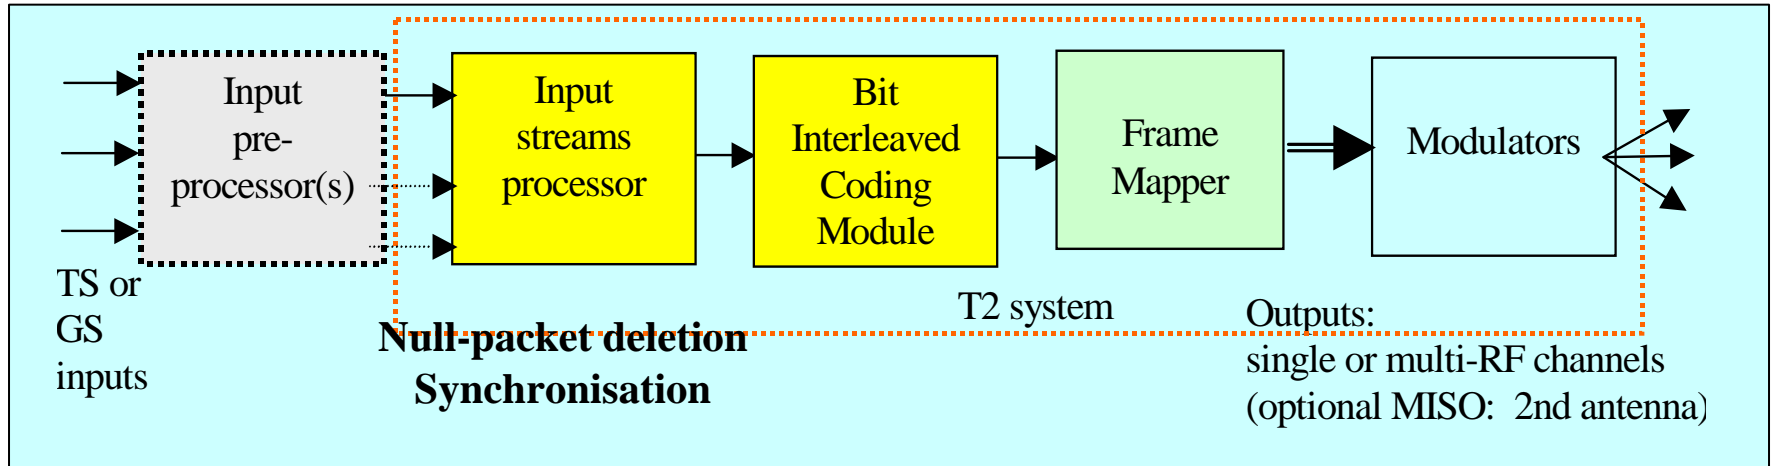 Input
pre-
processor(s)
Input
streams
processor
Bit
Interleaved
Coding
Module
Frame
Mapper
Modulators
TS or
GS
inputs
Null-packet deletion
Synchronisation
T2 system
Outputs:
single or multi-RF channels
(optional MISO: 2nd antenna)